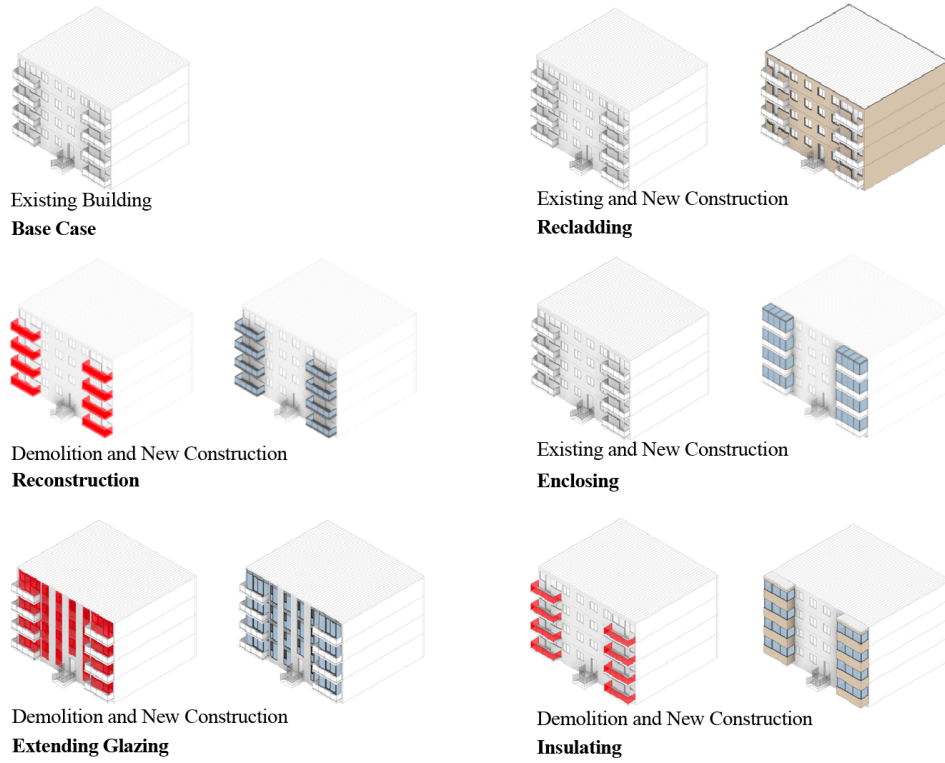 Existing Building
Base Case
Existing and New Construction
Recladding
Demolition and New Construction
Reconstruction
Existing and New Construction
Enclosing
Demolition and New Construction
Extending Glazing
Demolition and New Construction
Insulating